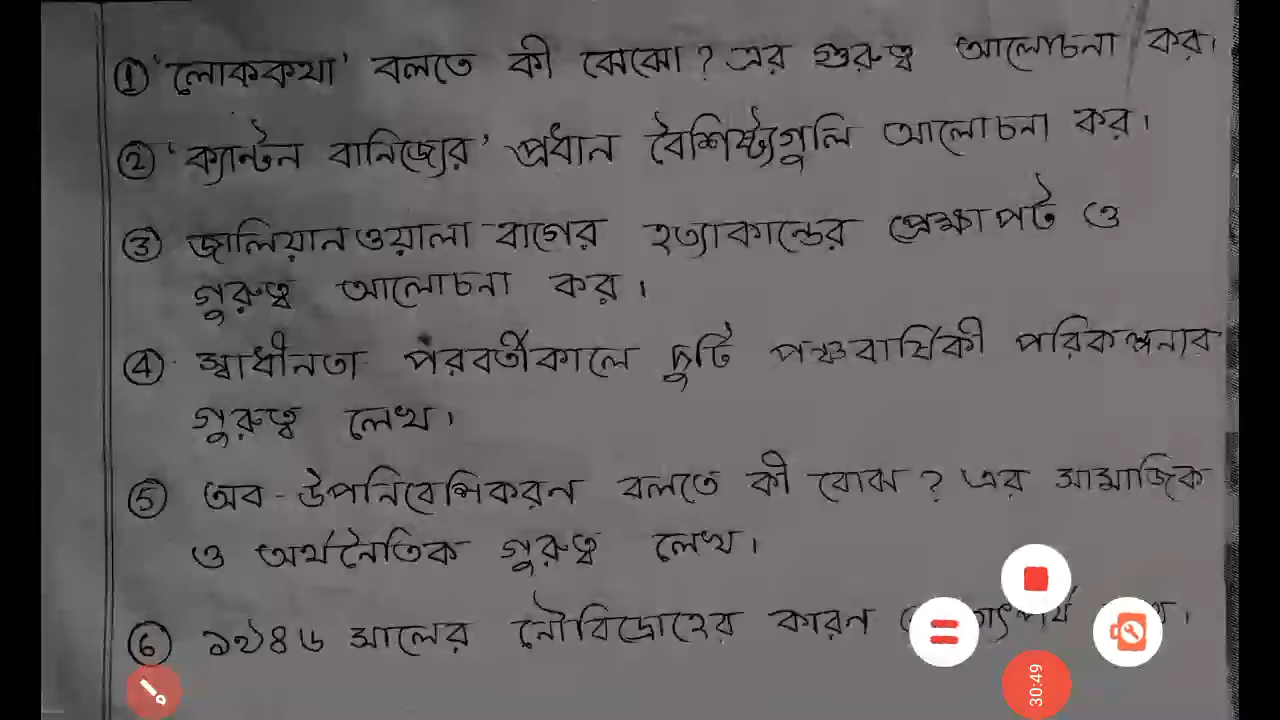 ① 'লোককথা' বলতে কী বোঝো? এর গুরুত্ব আলোচনা কর।
② 'ক্যান্টন বানিজ্যের' প্রধান বৈশিষ্ট্যগুলি আলোচনা কর।
③ জালিয়ানওয়ালা বাগের হত্যাকান্ডের প্রেক্ষাপট ও
গুরুত্ব আলোচনা কর।
④ স্বাধীনতা পরবর্তীকালে দুটি পঞ্চবার্ষিকী পরিকল্পনার
গুরুত্ব লেখ।
⑤ অব-উপনিবেশিকরন বলতে কী বোঝ? এর সামাজিক
ও অর্থনৈতিক গুরুত্ব লেখ।
⑥ ১৯৪৬ সালের নৌবিদ্রোহের কারন
30:49